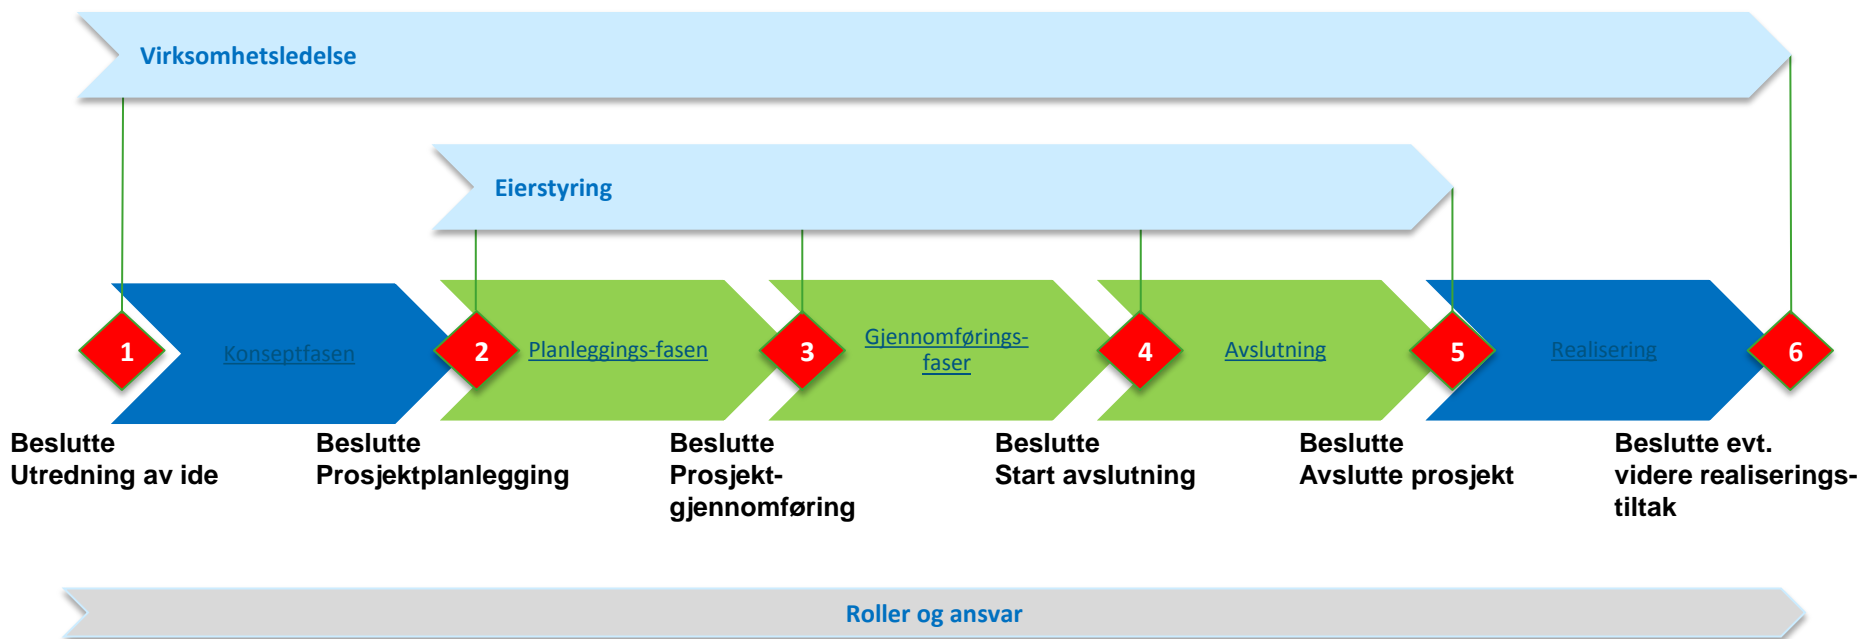 Virksomhetsledelse
Eierstyring
1
Konseptfasen
2
Planleggings-fasen
3
Gjennomførings-
faser
4
Avslutning
5
Realisering
6
Beslutte
Utredning av ide
Beslutte
Prosjektplanlegging
Beslutte
Prosjekt-
gjennomføring
Beslutte
Start avslutning
Beslutte
Avslutte prosjekt
Beslutte evt.
videre realiserings-
tiltak
Roller og ansvar